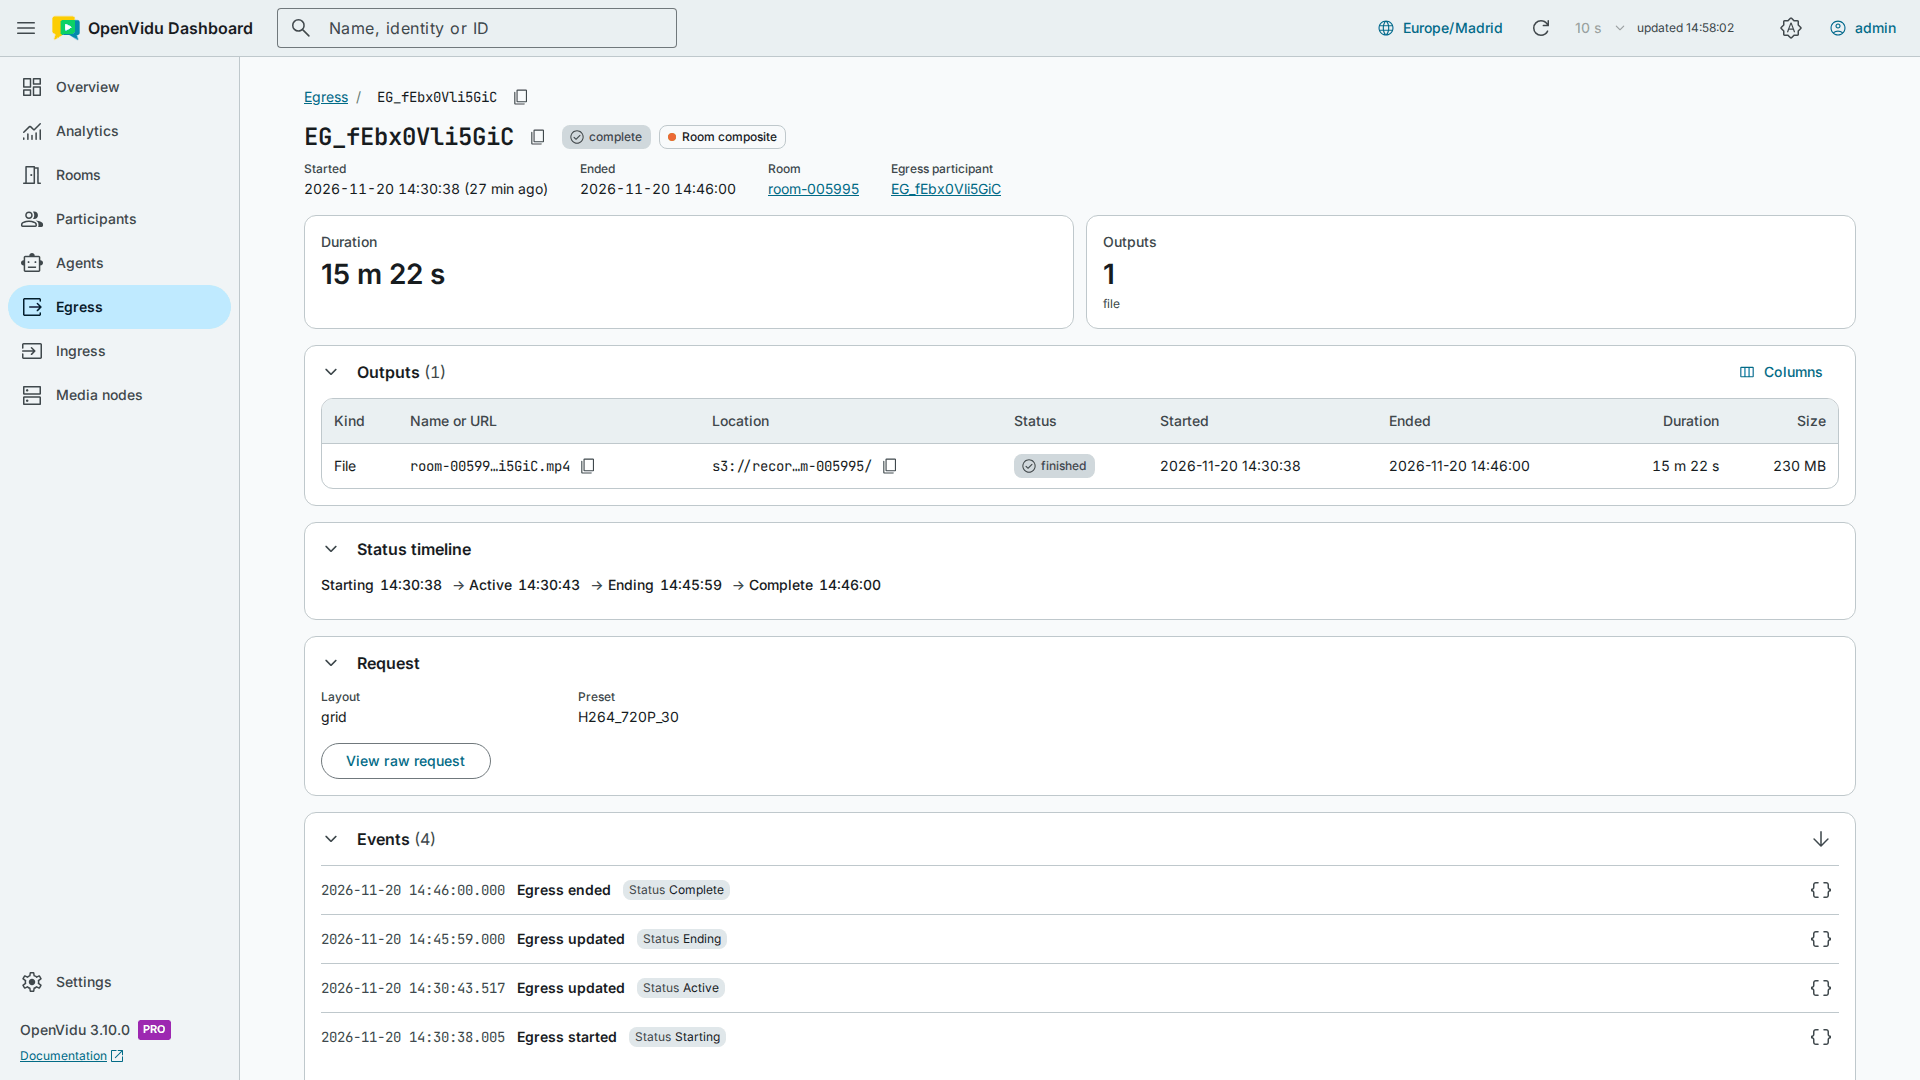 OpenVidu Dashboard
Name, identity or ID
Europe/Madrid
10 s
updated 14:58:02
admin
Overview
Analytics
Rooms
Participants
Agents
Egress
Ingress
Media nodes
Settings
OpenVidu 3.10.0 PRO
Documentation
Egress / EG_fEbx0Vli5GiC
EG_fEbx0Vli5GiC complete Room composite
Started Ended Room Egress participant
2026-11-20 14:30:38 (27 min ago) 2026-11-20 14:46:00 room-005995 EG_fEbx0Vli5GiC
Duration
15 m 22 s
Outputs
1
file
Outputs (1) Columns
Kind Name or URL Location Status Started Ended Duration Size
File room-00599…i5GiC.mp4 s3://recor…m-005995/ finished 2026-11-20 14:30:38 2026-11-20 14:46:00 15 m 22 s 230 MB
Status timeline
Starting 14:30:38 → Active 14:30:43 → Ending 14:45:59 → Complete 14:46:00
Request
Layout Preset
grid H264_720P_30
View raw request
Events (4)
2026-11-20 14:46:00.000 Egress ended Status Complete
2026-11-20 14:45:59.000 Egress updated Status Ending
2026-11-20 14:30:43.517 Egress updated Status Active
2026-11-20 14:30:38.005 Egress started Status Starting